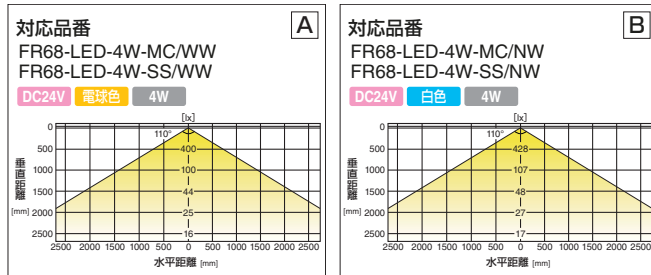 対応品番
A
FR68-LED-4W-MC/WW
FR68-LED-4W-SS/WW
DC24V 電球色 4W
[lx]
110°
0
500
1000
1500
2000
2500
垂直距離
[mm]
400
100
44
25
16
2500 2000 1500 1000 500 0 500 1000 1500 2000 2500
水平距離 [mm]
対応品番
B
FR68-LED-4W-MC/NW
FR68-LED-4W-SS/NW
DC24V 白色 4W
[lx]
110°
0
500
1000
1500
2000
2500
垂直距離
[mm]
428
107
48
27
17
2500 2000 1500 1000 500 0 500 1000 1500 2000 2500
水平距離 [mm]